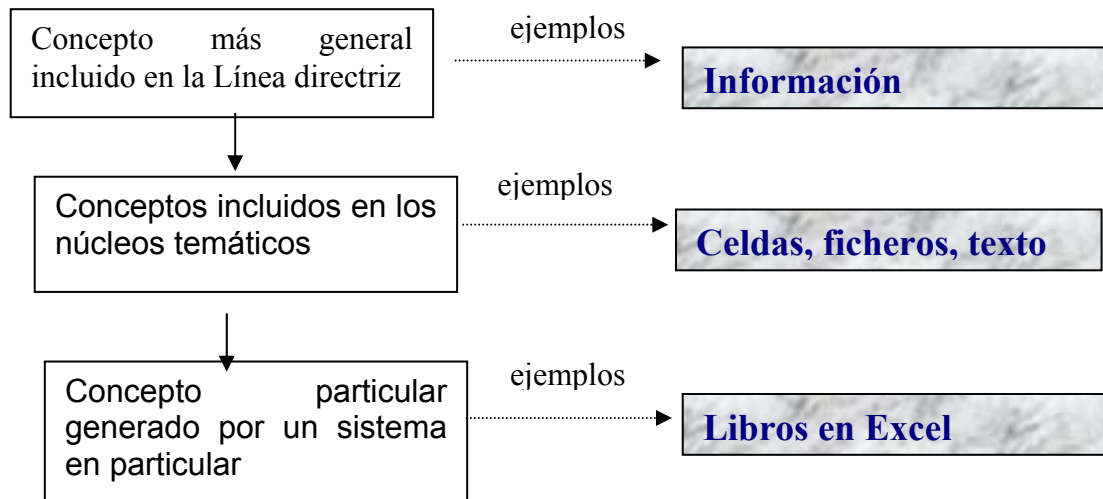 Concepto más general
incluido en la Línea directriz
ejemplos
Información
Conceptos incluidos en los
núcleos temáticos
ejemplos
Celdas, ficheros, texto
Concepto particular
generado por un sistema
en particular
ejemplos
Libros en Excel